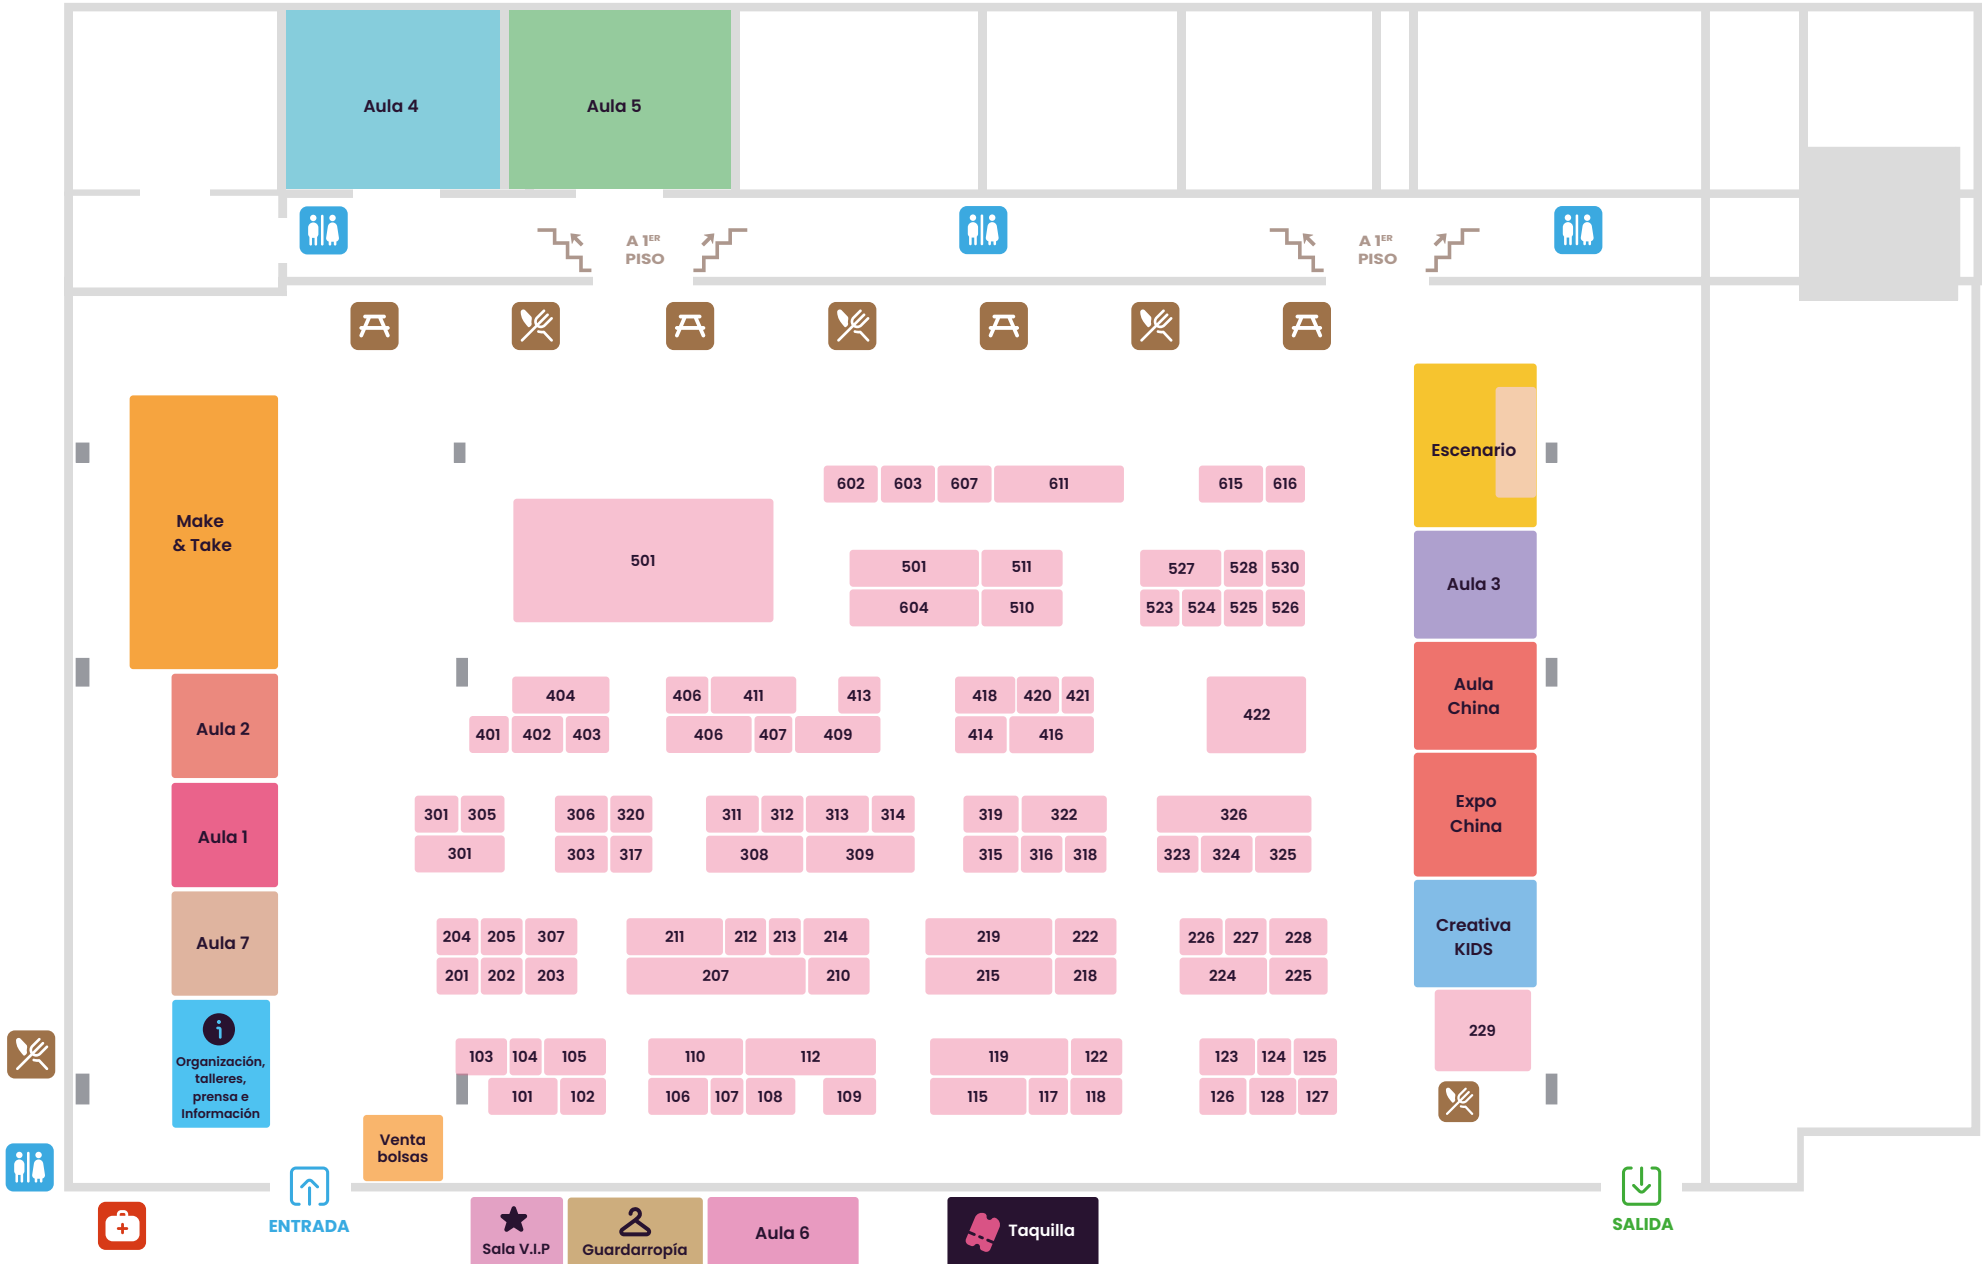 Aula 4
Aula 5
A 1ER
PISO
A 1ER
PISO
Escenario
602 603 607 611 615 616
Make
& Take
501
501 511 527 528 530
604 510 523 524 525 526
Aula 3
404 406 411 413 418 420 421
401 402 403 406 407 409 414 416
422
Aula
China
Aula 2
301 305 306 320 311 312 313 314 319 322 326
301 303 317 308 309 315 316 318 323 324 325
Expo
China
Aula 1
204 205 307 211 212 213 214 219 222 226 227 228
201 202 203 207 210 215 218 224 225
Creativa
KIDS
Aula 7
229
103 104 105 110 112 119 122 123 124 125
101 102 106 107 108 109 115 117 118 126 128 127
Organización,
talleres,
prensa e
Información
Venta
bolsas
ENTRADA
SALIDA
Sala V.I.P
Guardarropía
Aula 6
Taquilla